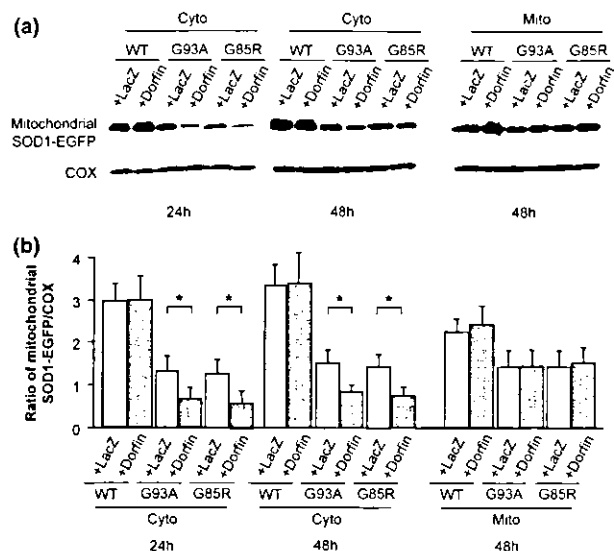 (a)
Cyto Cyto Mito
WT G93A G85R WT G93A G85R WT G93A G85R
+LacZ +Dorfin +LacZ +Dorfin +LacZ +Dorfin +LacZ +Dorfin +LacZ +Dorfin +LacZ +Dorfin +LacZ +Dorfin +LacZ +Dorfin +LacZ +Dorfin
Mitochondrial
SOD1-EGFP
COX
24h 48h 48h
(b)
Ratio of mitochondrial
SOD1-EGFP/COX
4
3
2
1
0
* * * *
+LacZ +Dorfin +LacZ +Dorfin +LacZ +Dorfin +LacZ +Dorfin +LacZ +Dorfin +LacZ +Dorfin +LacZ +Dorfin +LacZ +Dorfin +LacZ +Dorfin
WT G93A G85R WT G93A G85R WT G93A G85R
Cyto Cyto Mito
24h 48h 48h